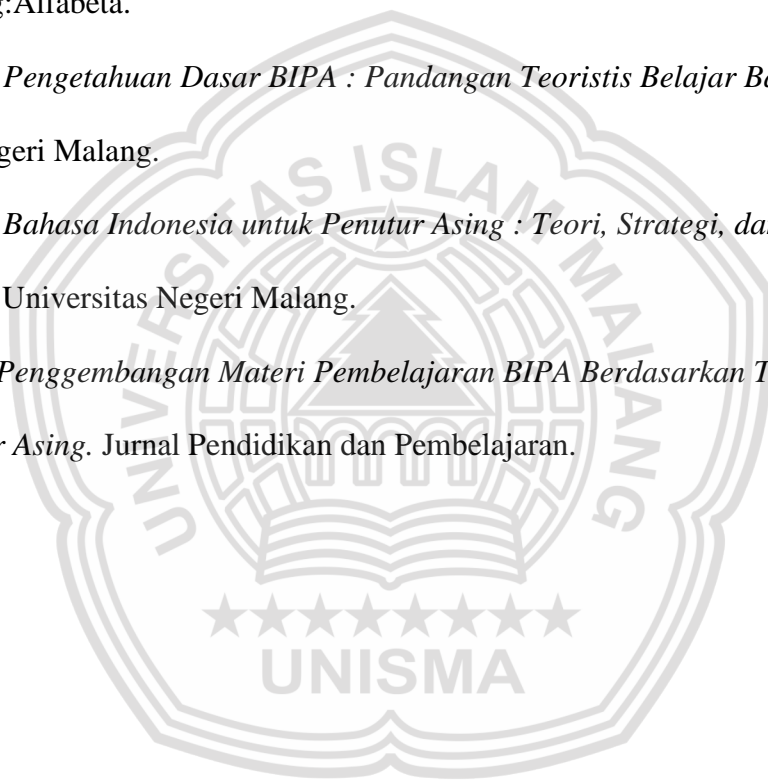 g:Alfabeta.
Pengetahuan Dasar BIPA : Pandangan Teoristis Belajar Ba
geri Malang.
Bahasa Indonesia untuk Penutur Asing : Teori, Strategi, da
Universitas Negeri Malang.
Penggembangan Materi Pembelajaran BIPA Berdasarkan T
r Asing. Jurnal Pendidikan dan Pembelajaran.
UNIVERSITAS ISLAM MALANG
UNISMA